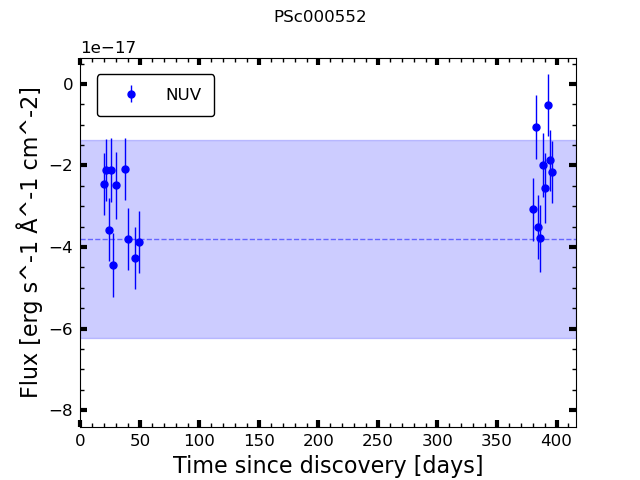 PSc000552
1e−17
NUV
0
−2
−4
−6
−8
Flux [erg s^-1 Å^-1 cm^-2]
0 50 100 150 200 250 300 350 400
Time since discovery [days]